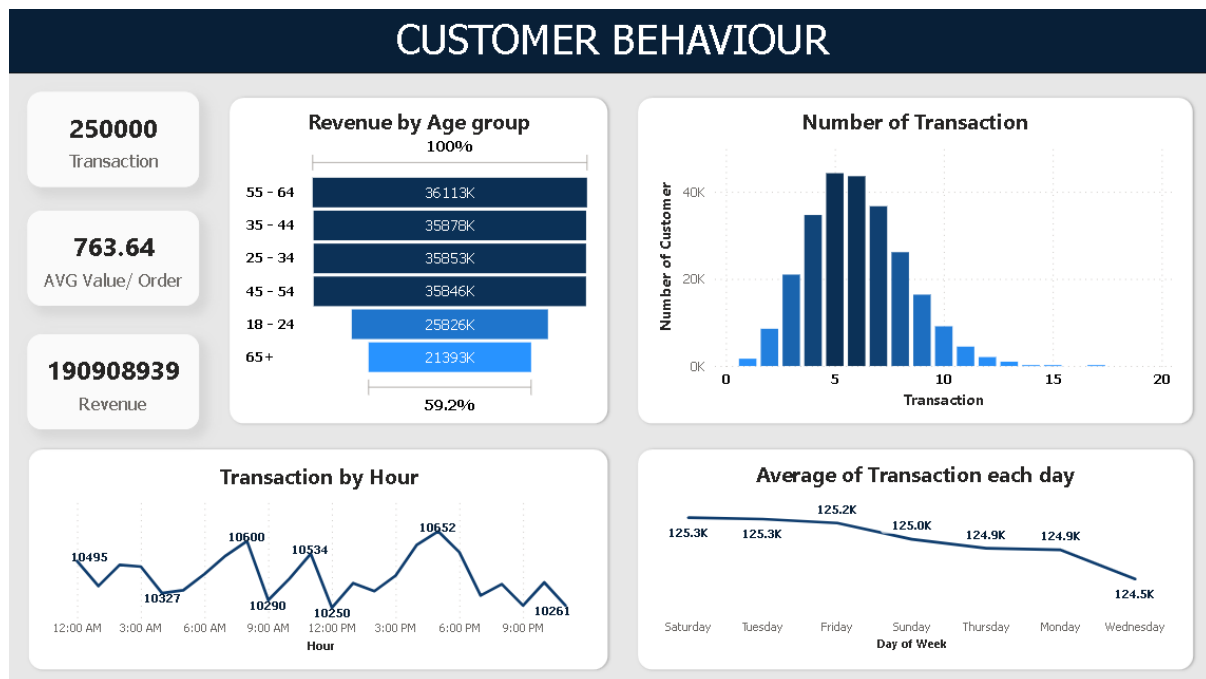 CUSTOMER BEHAVIOUR
250000
Transaction
763.64
AVG Value/ Order
190908939
Revenue
Revenue by Age group
100%
55 - 64 36113K
35 - 44 35878K
25 - 34 35853K
45 - 54 35846K
18 - 24 25826K
65+ 21393K
59.2%
Number of Transaction
Number of Customer
40K
20K
0K
0 5 10 15 20
Transaction
Transaction by Hour
10495 10327 10600 10290 10534 10250 10652 10261
12:00 AM 3:00 AM 6:00 AM 9:00 AM 12:00 PM 3:00 PM 6:00 PM 9:00 PM
Hour
Average of Transaction each day
125.3K 125.3K 125.2K 125.0K 124.9K 124.9K 124.5K
Saturday Tuesday Friday Sunday Thursday Monday Wednesday
Day of Week